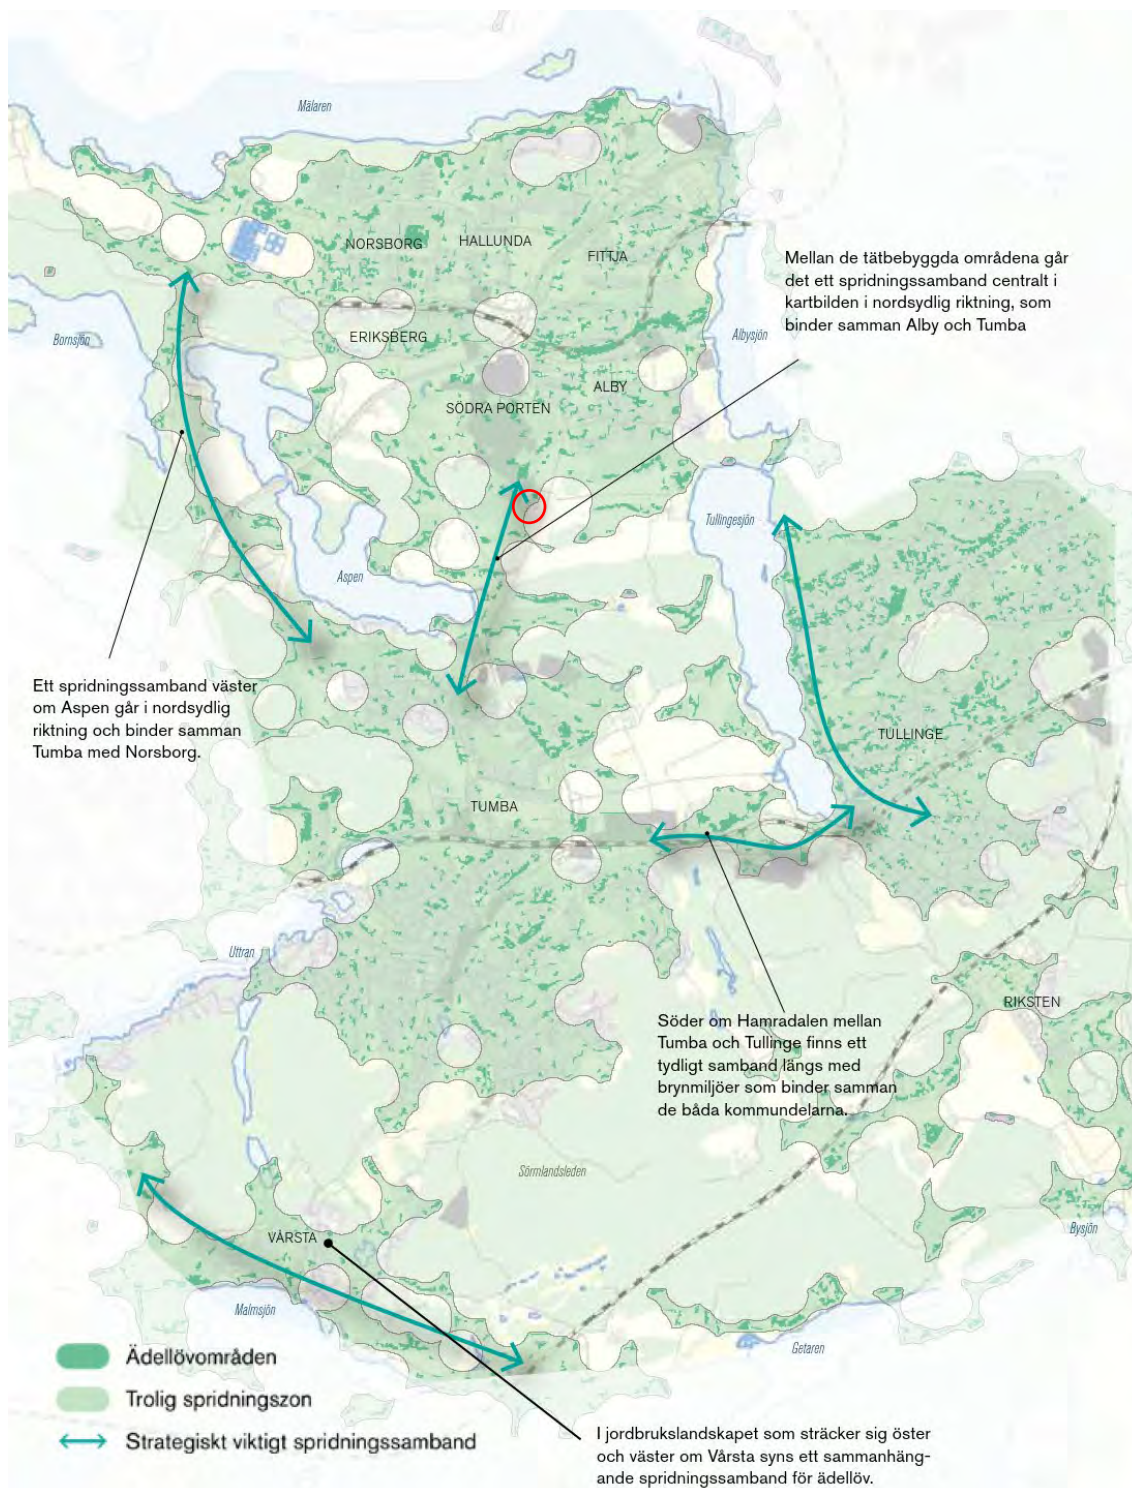 Mälaren
NORSBORG
HALLUNDA
FITTJA
Mellan de tätbebyggda områdena går
det ett spridningssamband centralt i
kartbilden i nordsydlig riktning, som
binder samman Alby och Tumba
Bornsjön
ERIKSBERG
Albysjön
ALBY
SÖDRA PORTEN
Tullingesjön
Aspen
Ett spridningssamband väster
om Aspen går i nordsydlig
riktning och binder samman
Tumba med Norsborg.
TULLINGE
TUMBA
Uttran
RIKSTEN
Söder om Hamradalen mellan
Tumba och Tullinge finns ett
tydligt samband längs med
brynmiljöer som binder samman
de båda kommundelarna.
Sörmlandsleden
Bysjön
VÅRSTA
Malmsjön
Getaren
Ädellövområden
Trolig spridningszon
Strategiskt viktigt spridningssamband
I jordbrukslandskapet som sträcker sig öster
och väster om Vårsta syns ett sammanhäng-
ande spridningssamband för ädellöv.